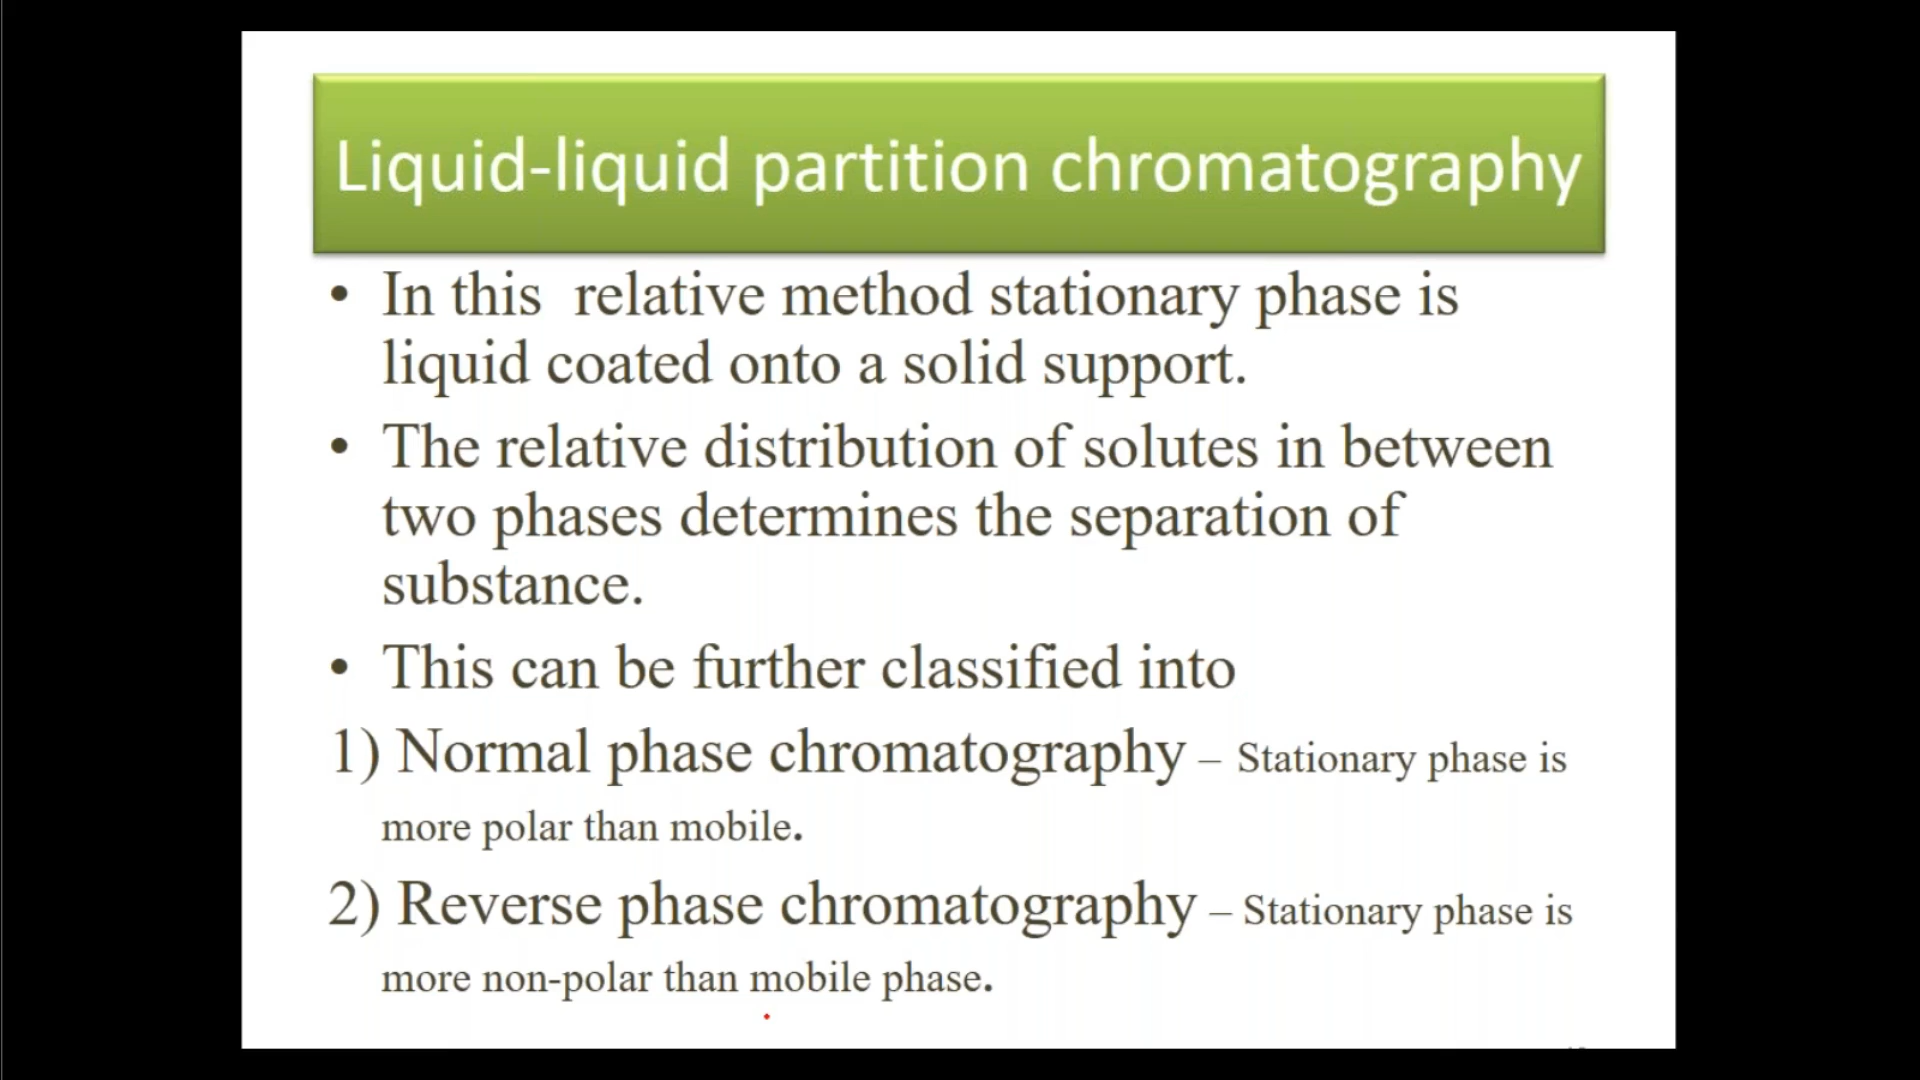 Liquid-liquid partition chromatography
• In this relative method stationary phase is
liquid coated onto a solid support.
• The relative distribution of solutes in between
two phases determines the separation of
substance.
• This can be further classified into
1) Normal phase chromatography – Stationary phase is
more polar than mobile.
2) Reverse phase chromatography – Stationary phase is
more non-polar than mobile phase.